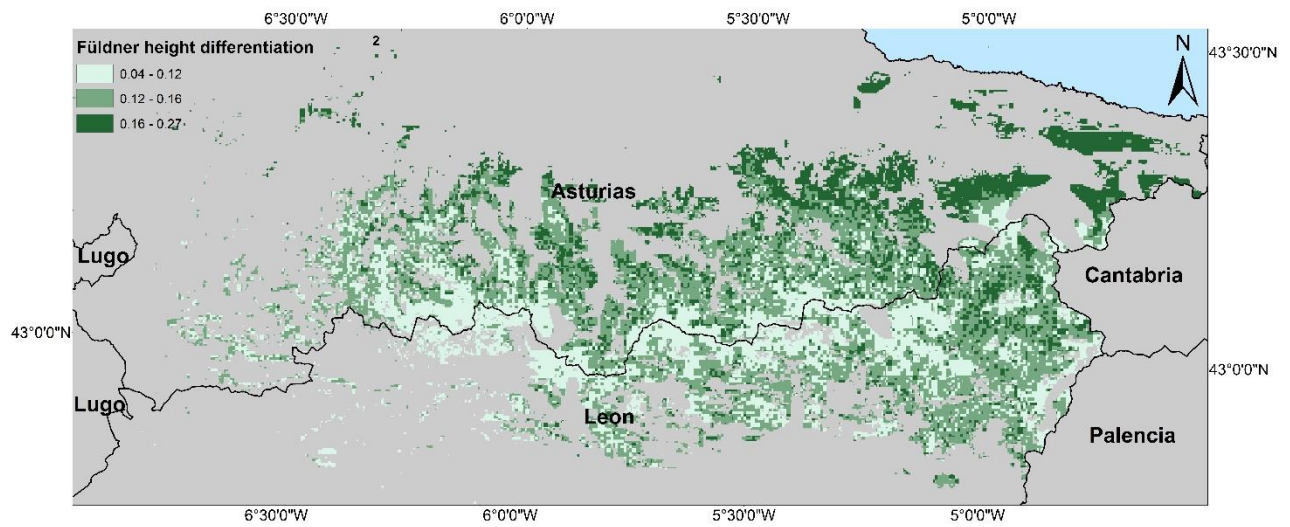 6°30'0"W 6°0'0"W 5°30'0"W 5°0'0"W
Füldner height differentiation
2
0.04 - 0.12
0.12 - 0.16
0.16 - 0.27
N
43°30'0"N
Asturias
Lugo
Cantabria
43°0'0"N
43°0'0"N
Lugo
Leon
Palencia
6°30'0"W 6°0'0"W 5°30'0"W 5°0'0"W